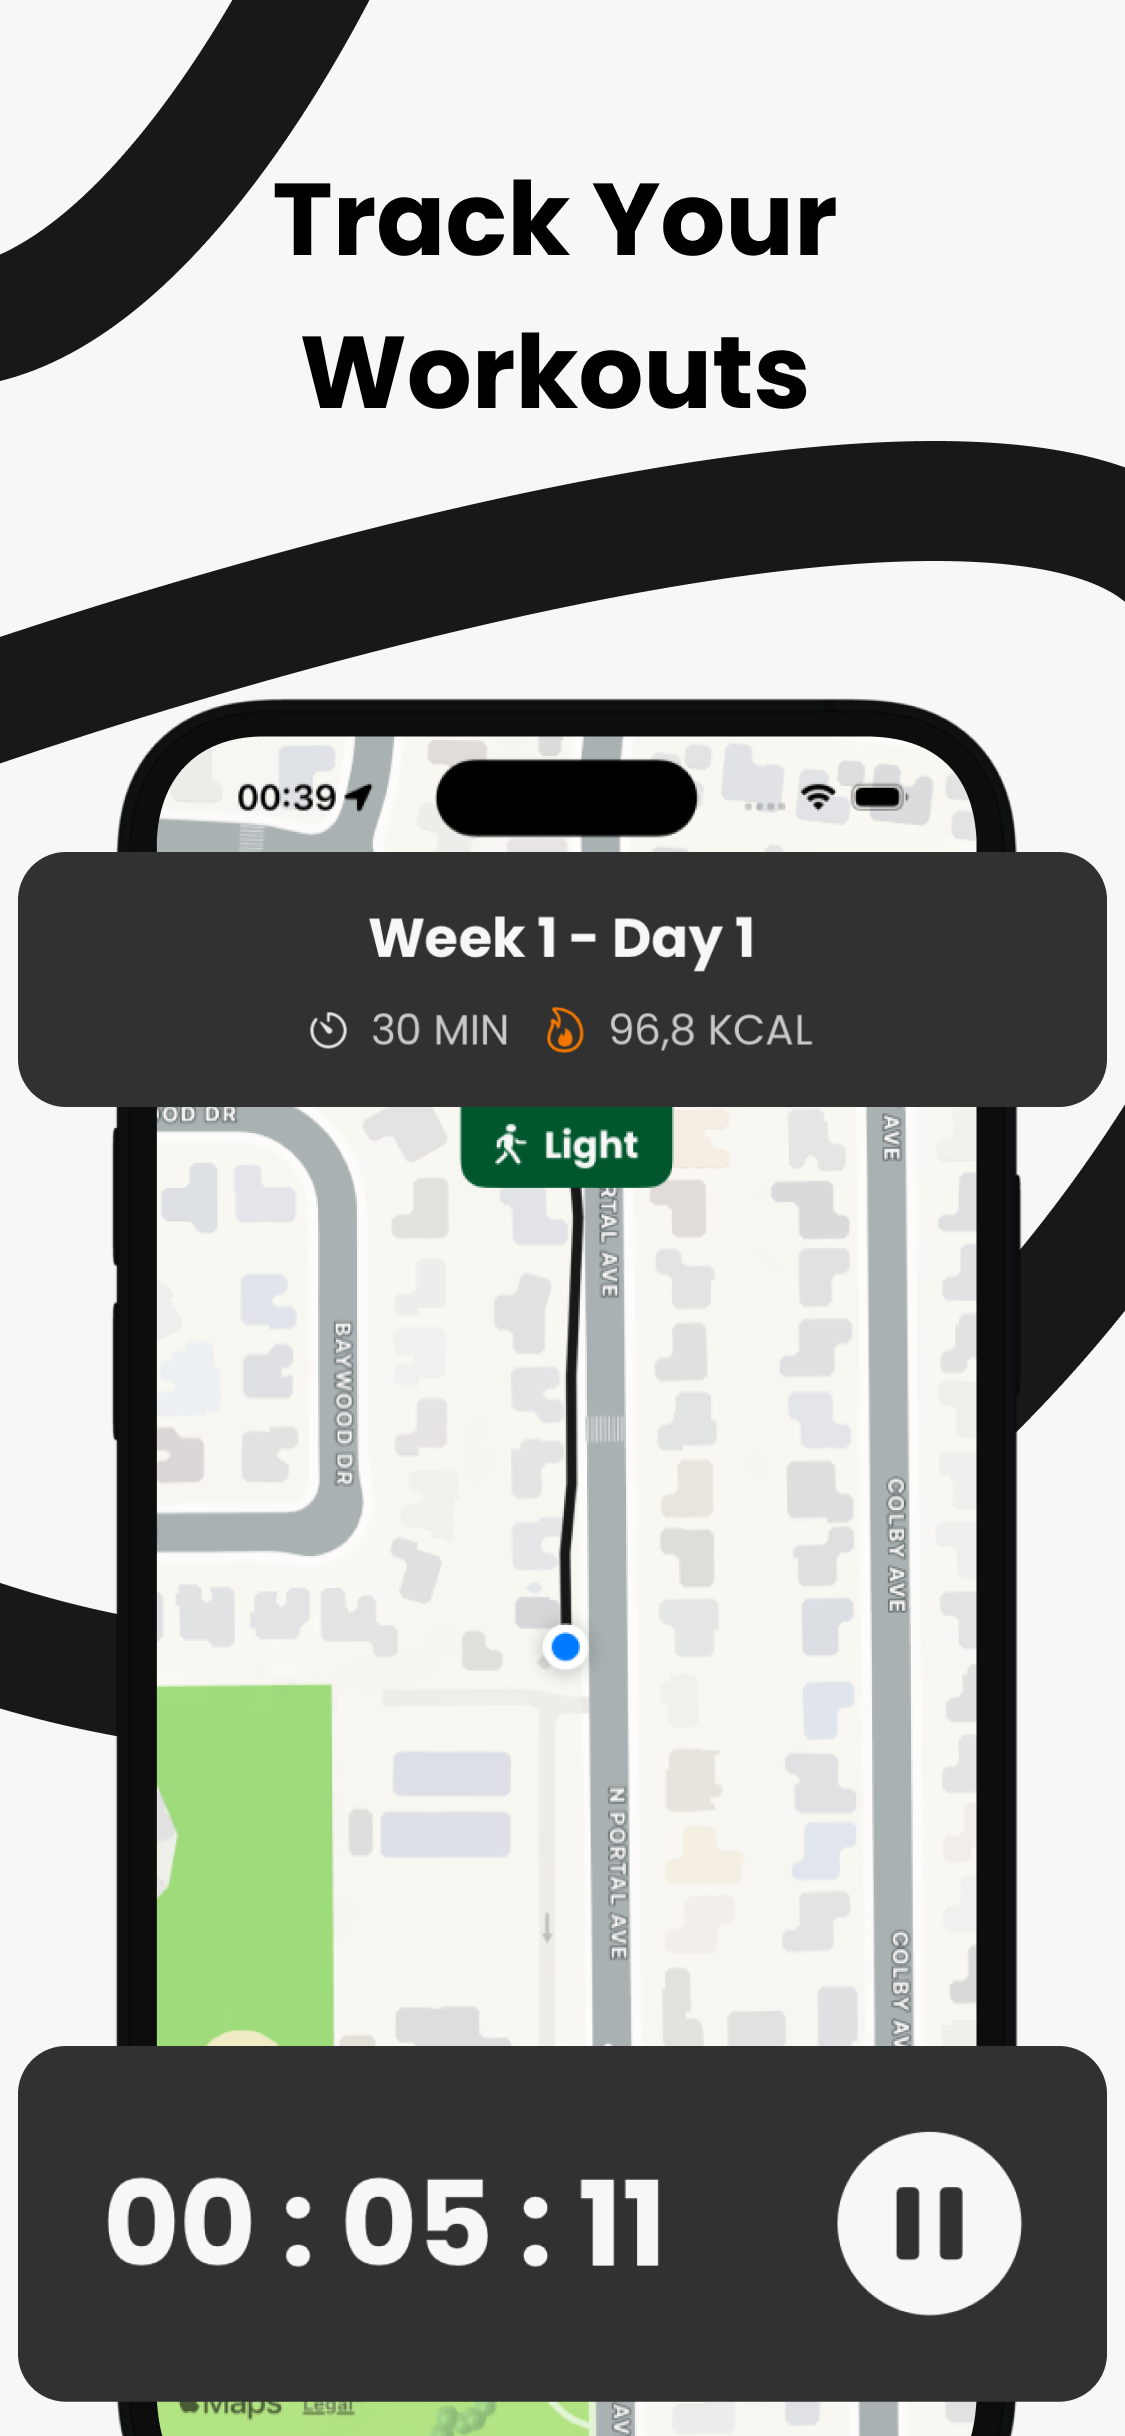 Track Your
Workouts
00:39
Week 1 - Day 1
30 MIN 96,8 KCAL
OOD DR
AVE
Light
RTAL AVE
BAYWOOD DR
COLBY AVE
N PORTAL AVE
COLBY AV
00 : 05 : 11
Maps Legal
AV